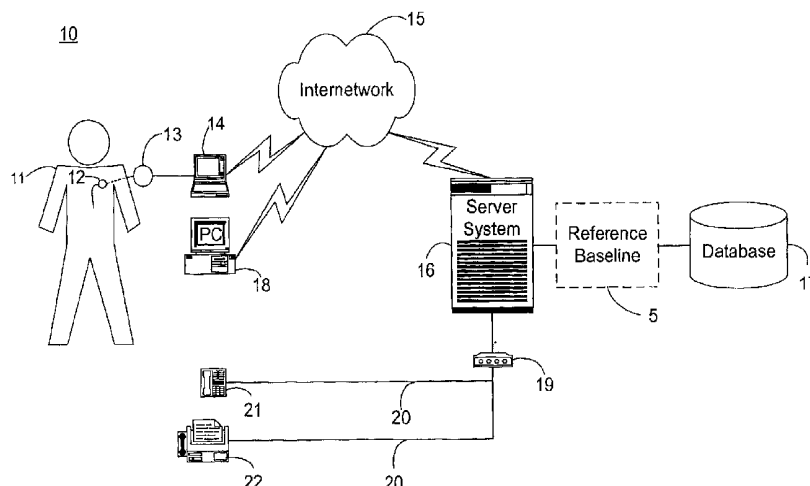 10
15
Internetwork
13
14
11
12
PC
18
Server
System
16
Reference
Baseline
5
Database
17
19
21
20
22
20